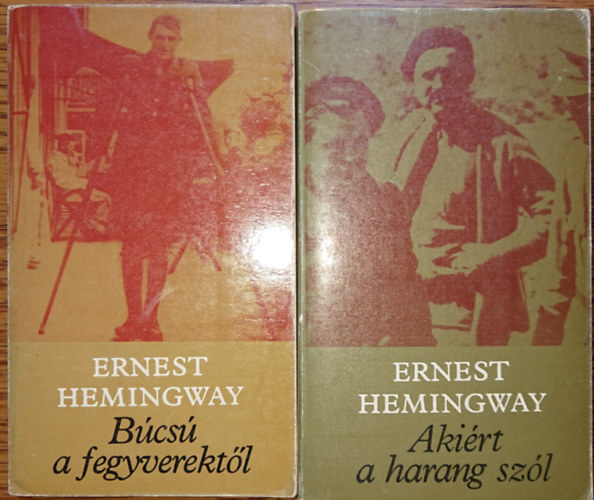 ERNEST
HEMINGWAY
Búcsú
a fegyverektől
ERNEST
HEMINGWAY
Akiért
a harang szól